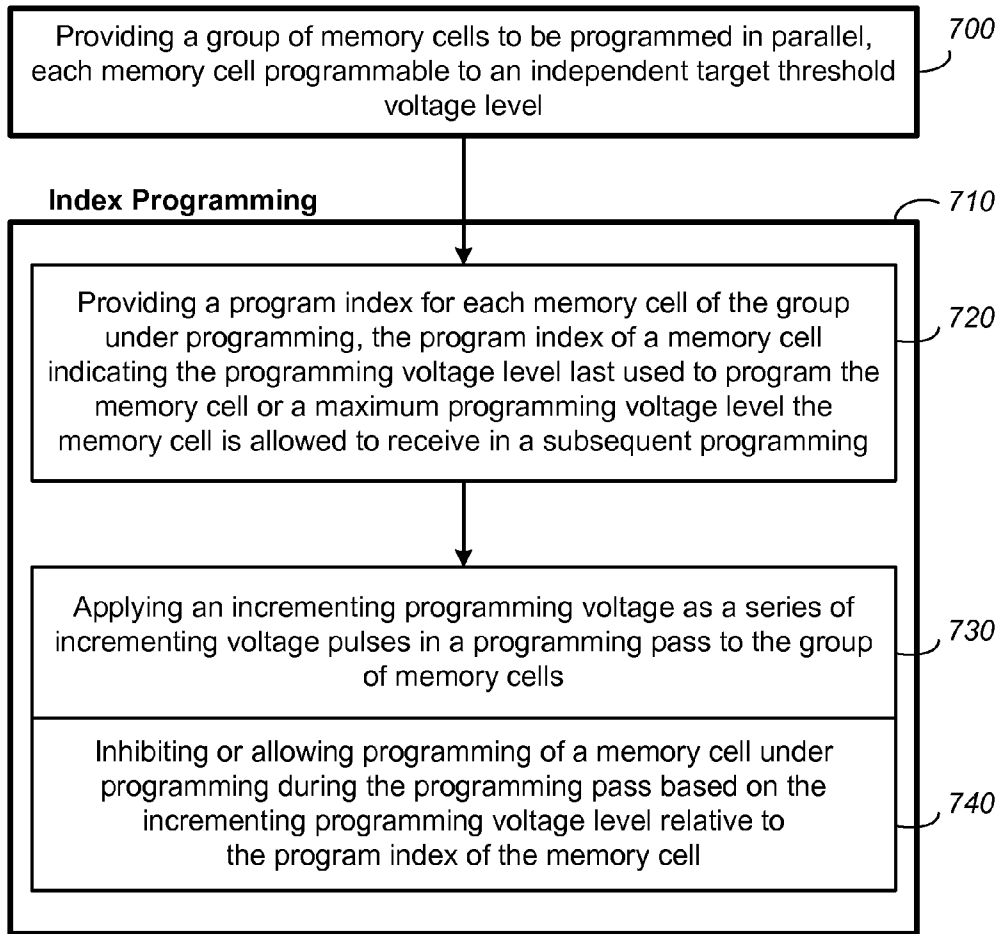 Providing a group of memory cells to be programmed in parallel,
each memory cell programmable to an independent target threshold
voltage level
700
Index Programming
710
Providing a program index for each memory cell of the group
under programming, the program index of a memory cell
indicating the programming voltage level last used to program the
memory cell or a maximum programming voltage level the
memory cell is allowed to receive in a subsequent programming
720
Applying an incrementing programming voltage as a series of
incrementing voltage pulses in a programming pass to the group
of memory cells
730
Inhibiting or allowing programming of a memory cell under
programming during the programming pass based on the
incrementing programming voltage level relative to
the program index of the memory cell
740